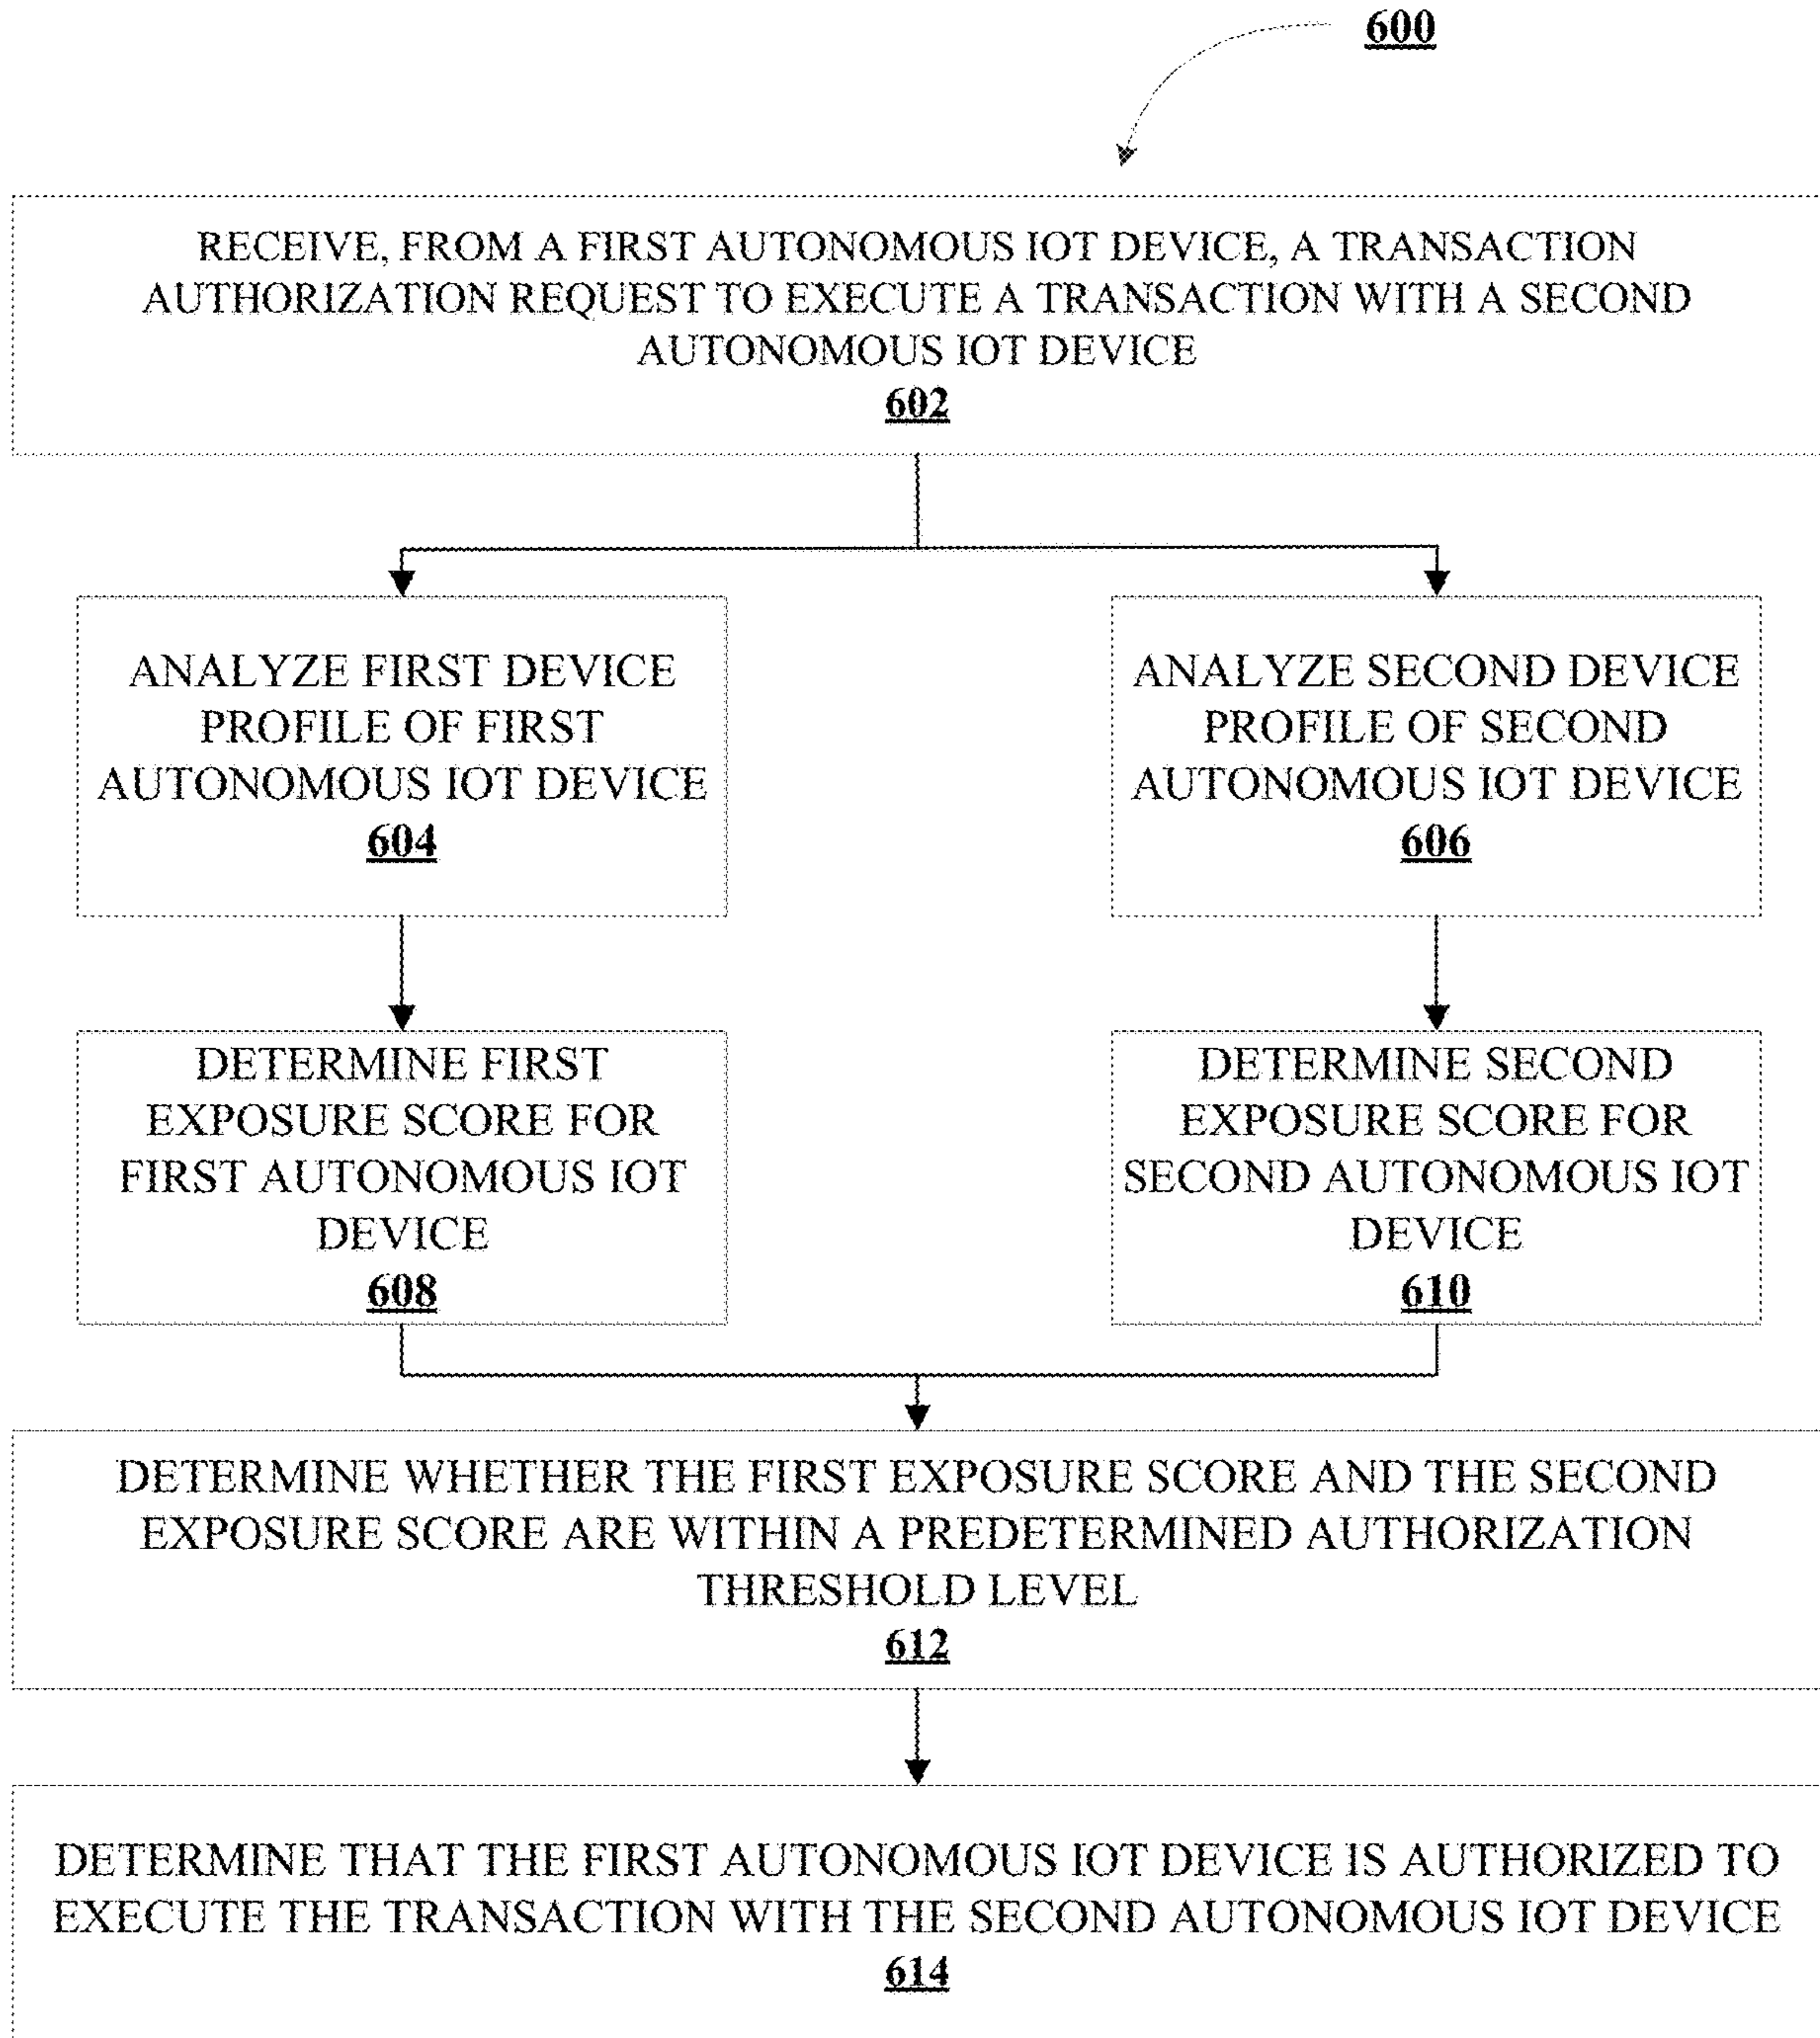 600
RECEIVE, FROM A FIRST AUTONOMOUS IOT DEVICE, A TRANSACTION
AUTHORIZATION REQUEST TO EXECUTE A TRANSACTION WITH A SECOND
AUTONOMOUS IOT DEVICE
602
ANALYZE FIRST DEVICE
PROFILE OF FIRST
AUTONOMOUS IOT DEVICE
604
ANALYZE SECOND DEVICE
PROFILE OF SECOND
AUTONOMOUS IOT DEVICE
606
DETERMINE FIRST
EXPOSURE SCORE FOR
FIRST AUTONOMOUS IOT
DEVICE
608
DETERMINE SECOND
EXPOSURE SCORE FOR
SECOND AUTONOMOUS IOT
DEVICE
610
DETERMINE WHETHER THE FIRST EXPOSURE SCORE AND THE SECOND
EXPOSURE SCORE ARE WITHIN A PREDETERMINED AUTHORIZATION
THRESHOLD LEVEL
612
DETERMINE THAT THE FIRST AUTONOMOUS IOT DEVICE IS AUTHORIZED TO
EXECUTE THE TRANSACTION WITH THE SECOND AUTONOMOUS IOT DEVICE
614